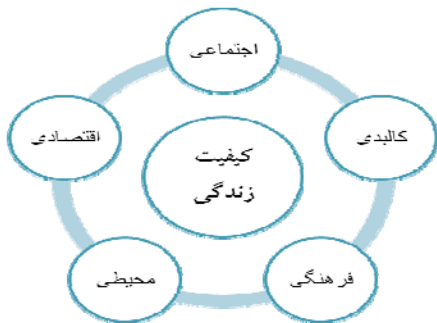 اجتماعی
کالبدی
اقتصادی
کیفیت
زندگی
فرهنگی
محیطی